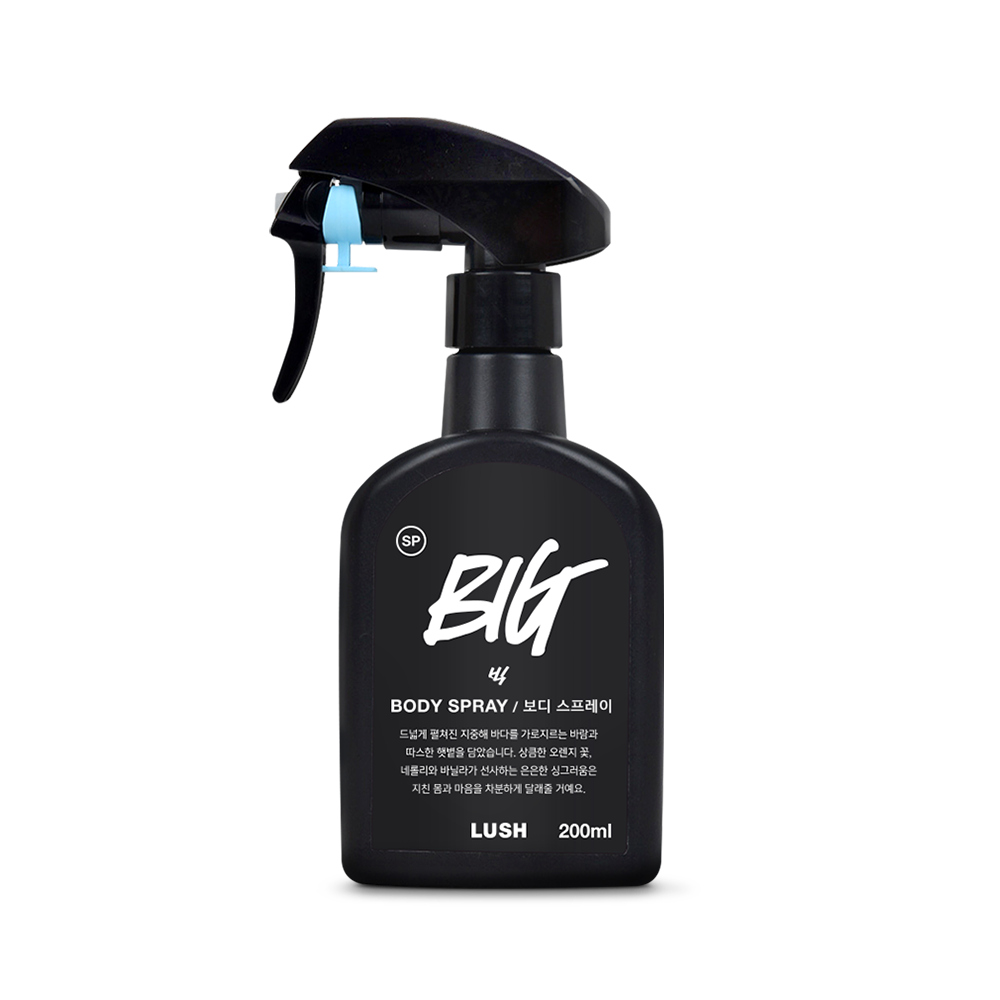 SP
BIG
빅
BODY SPRAY / 보디 스프레이
드넓게 펼쳐진 지중해 바다를 가로지르는 바람과
따스한 햇볕을 담았습니다. 상큼한 오렌지 꽃,
네롤리와 바닐라가 선사하는 은은한 싱그러움은
지친 몸과 마음을 차분하게 달래줄 거예요.
LUSH 200ml